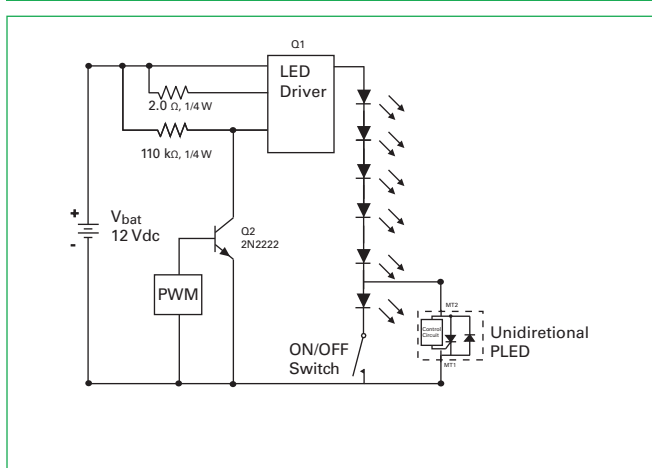 Q1
LED
Driver
2.0 Ω, 1/4 W
110 kΩ, 1/4 W
+
Vbat
12 Vdc
-
Q2
2N2222
PWM
MT2
Control
Circuit
MT1
Unidiretional
PLED
ON/OFF
Switch